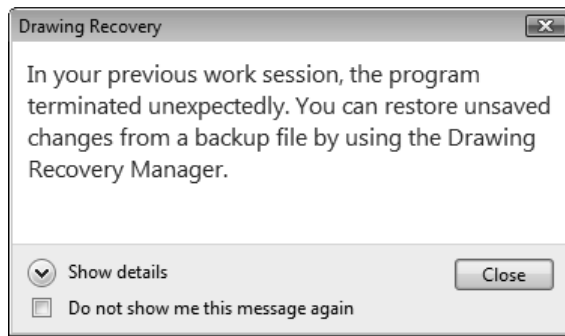 Drawing Recovery
In your previous work session, the program
terminated unexpectedly. You can restore unsaved
changes from a backup file by using the Drawing
Recovery Manager.
Show details
Close
Do not show me this message again